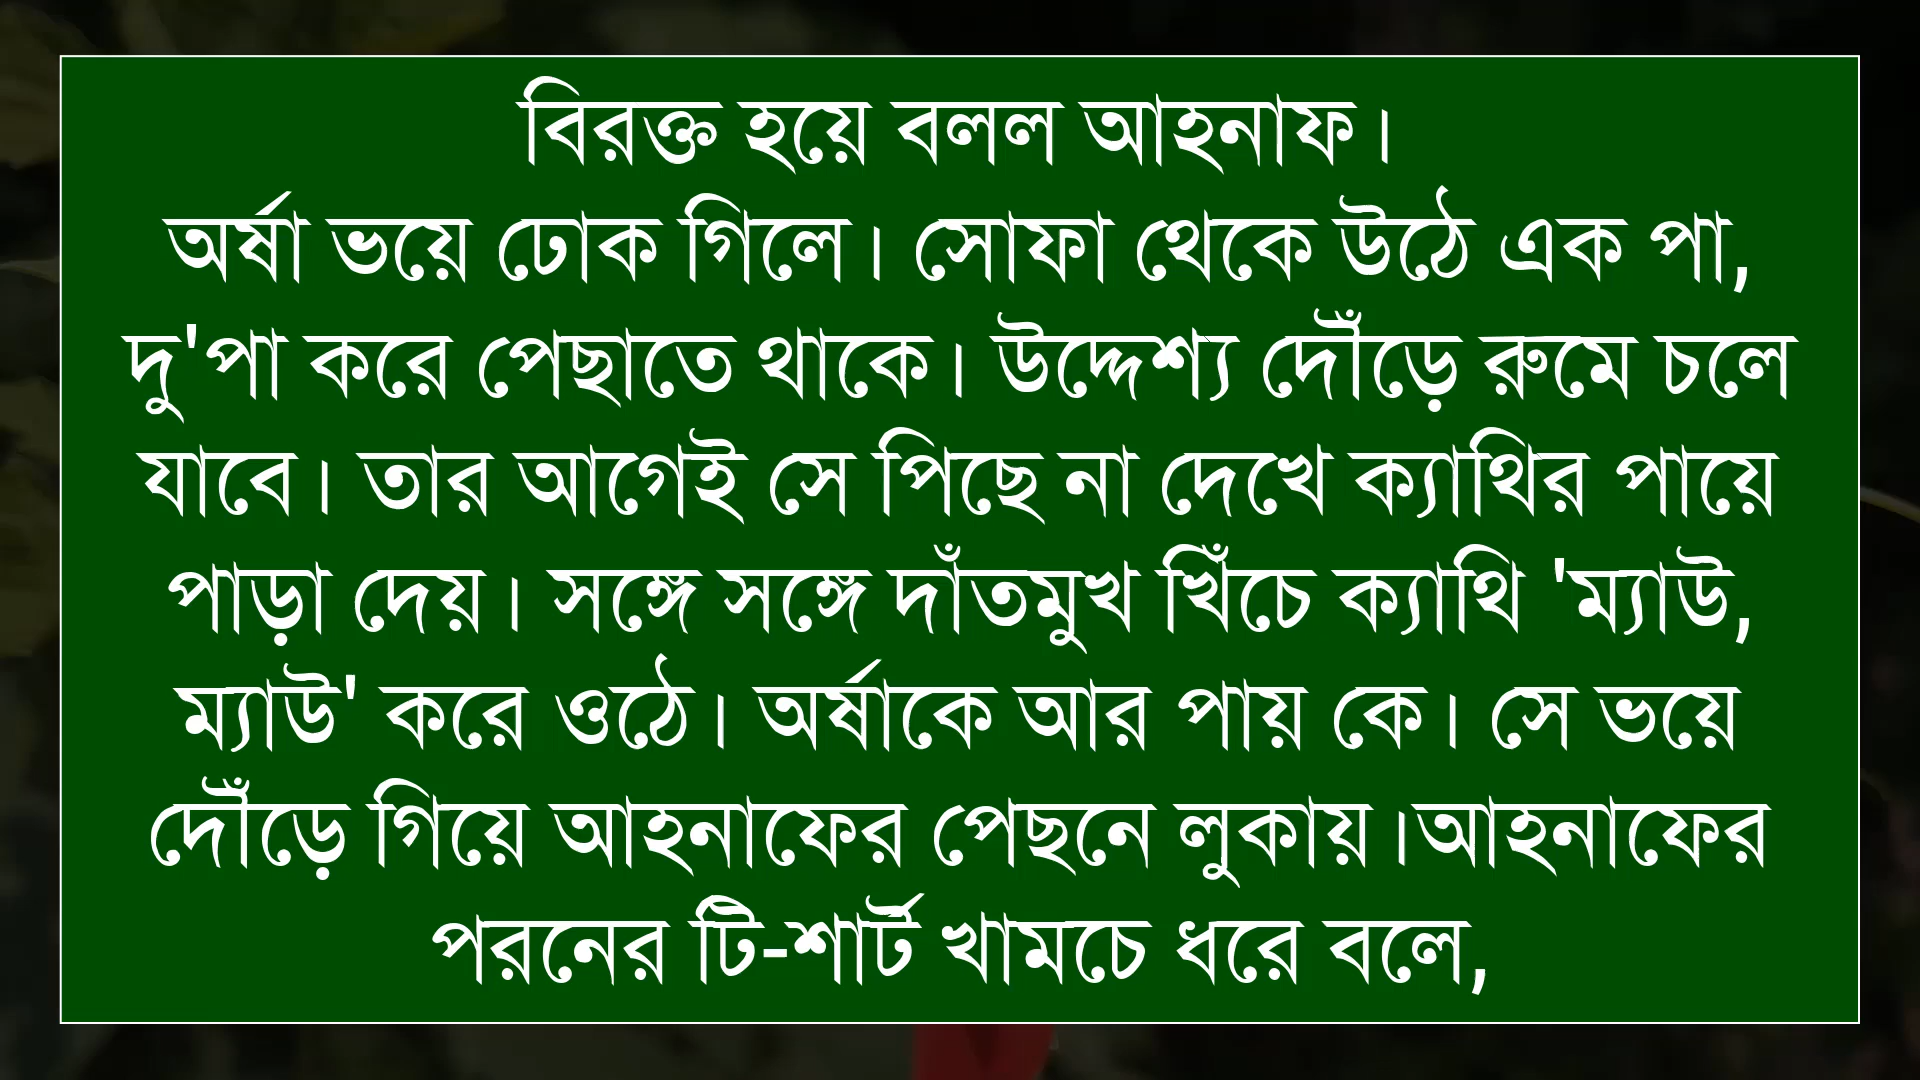 বিরক্ত হয়ে বলল আহনাফ।
অর্ষা ভয়ে ঢোক গিলে। সোফা থেকে উঠে এক পা,
দু'পা করে পেছাতে থাকে। উদ্দেশ্য দৌঁড়ে রুমে চলে
যাবে। তার আগেই সে পিছে না দেখে ক্যাথির পায়ে
পাড়া দেয়। সঙ্গে সঙ্গে দাঁতমুখ খিঁচে ক্যাথি 'ম্যাউ,
ম্যাউ' করে ওঠে। অর্ষাকে আর পায় কে। সে ভয়ে
দৌঁড়ে গিয়ে আহনাফের পেছনে লুকায়।আহনাফের
পরনের টি-শার্ট খামচে ধরে বলে,